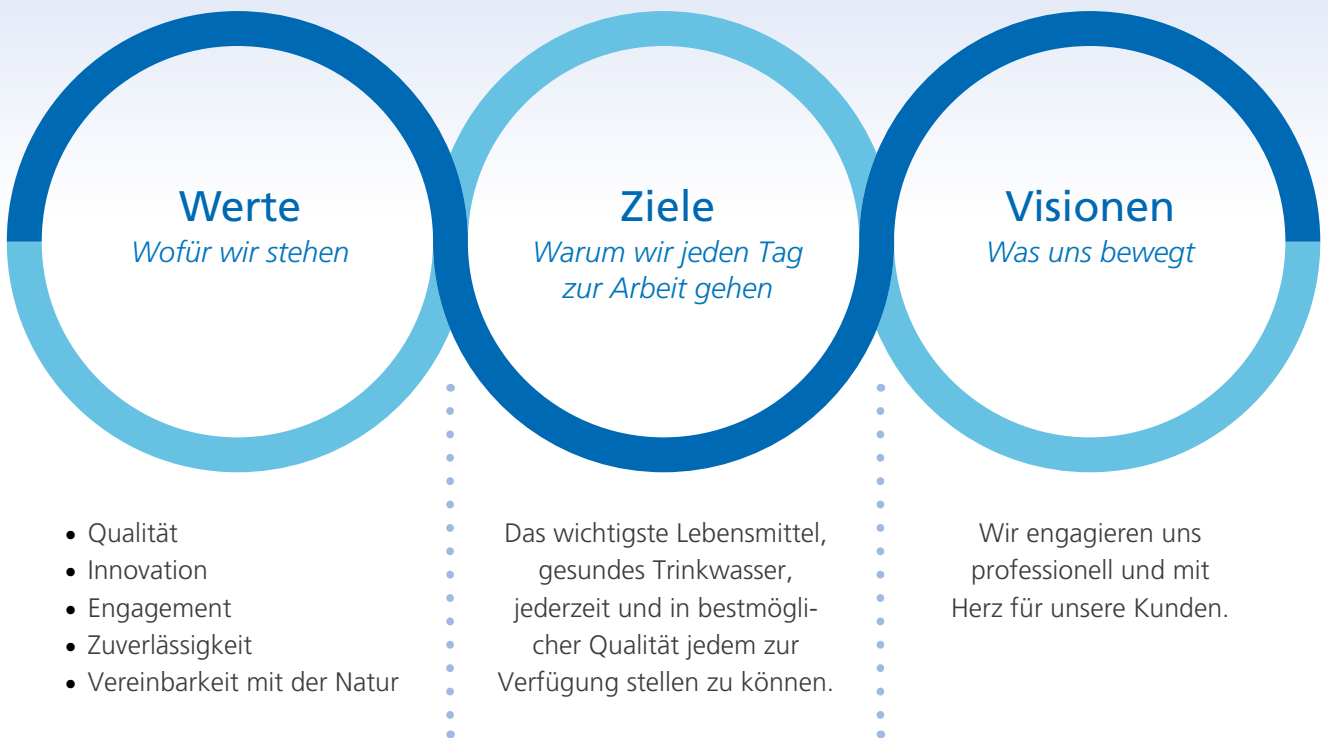 Werte
Wofür wir stehen
Ziele
Warum wir jeden Tag
zur Arbeit gehen
Visionen
Was uns bewegt
• Qualität
• Innovation
• Engagement
• Zuverlässigkeit
• Vereinbarkeit mit der Natur
Das wichtigste Lebensmittel,
gesundes Trinkwasser,
jederzeit und in bestmögli-
cher Qualität jedem zur
Verfügung stellen zu können.
Wir engagieren uns
professionell und mit
Herz für unsere Kunden.